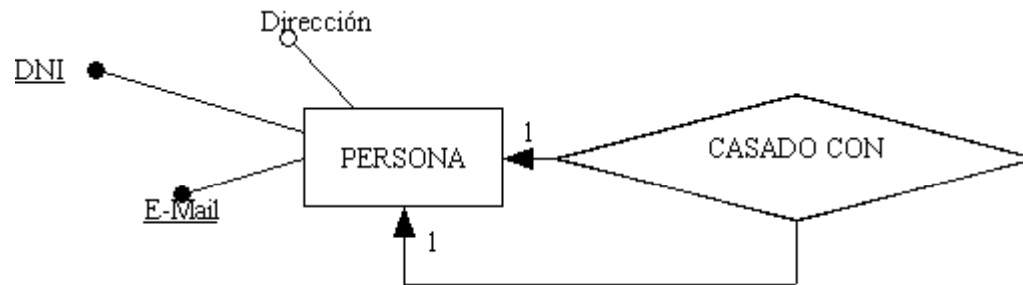 Dirección
DNI
1
PERSONA
CASADO CON
E-Mail
1